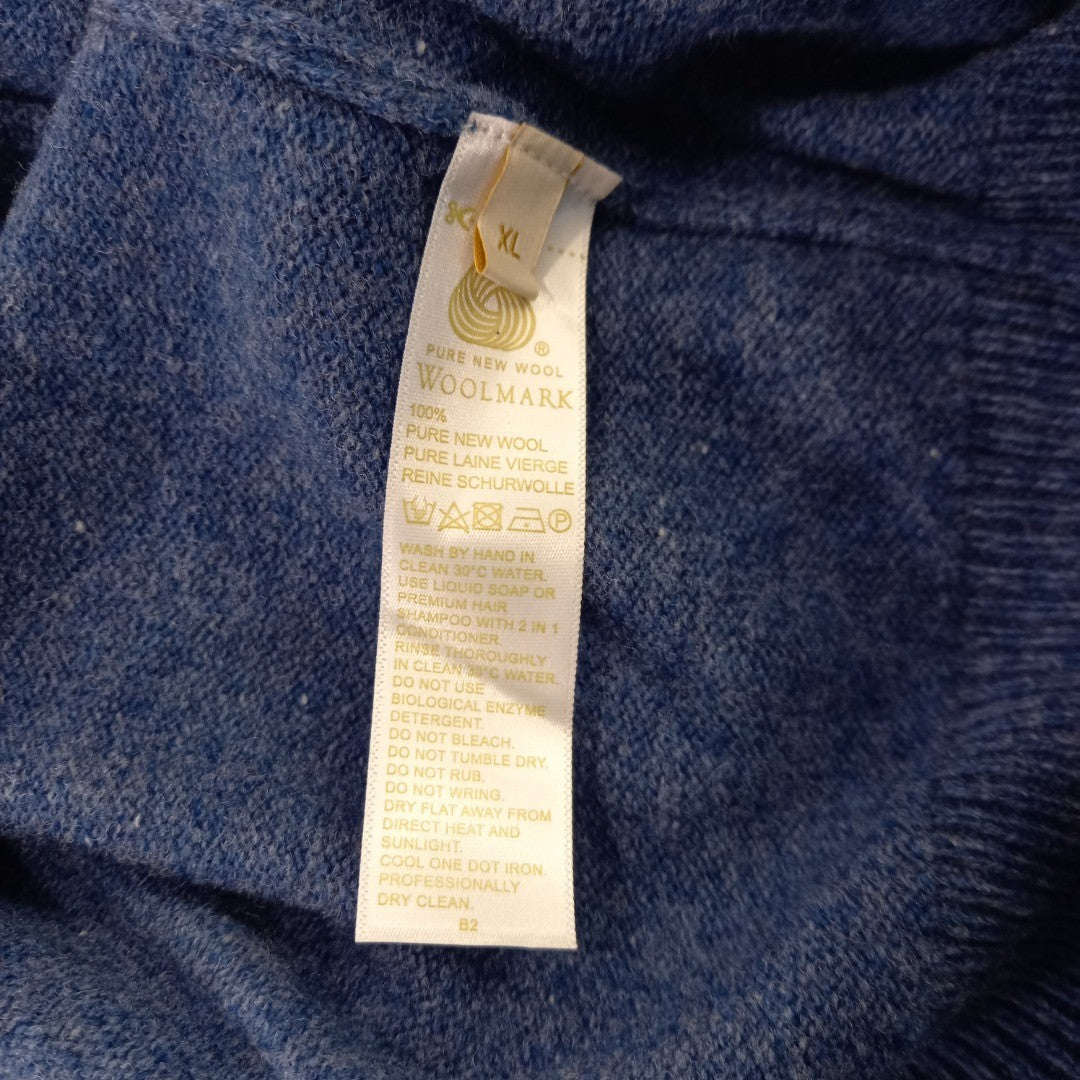 XL
PURE NEW WOOL
WOOLMARK
100%
PURE NEW WOOL
PURE LAINE VIERGE
REINE SCHURWOLLE
P
WASH BY HAND IN
CLEAN 30°C WATER.
USE LIQUID SOAP OR
PREMIUM HAIR
SHAMPOO WITH 2 IN 1
CONDITIONER.
RINSE THOROUGHLY
IN CLEAN 30°C WATER.
DO NOT USE
BIOLOGICAL ENZYME
DETERGENT.
DO NOT BLEACH.
DO NOT TUMBLE DRY.
DO NOT RUB.
DO NOT WRING.
DRY FLAT AWAY FROM
DIRECT HEAT AND
SUNLIGHT.
COOL ONE DOT IRON.
PROFESSIONALLY
DRY CLEAN.
B2